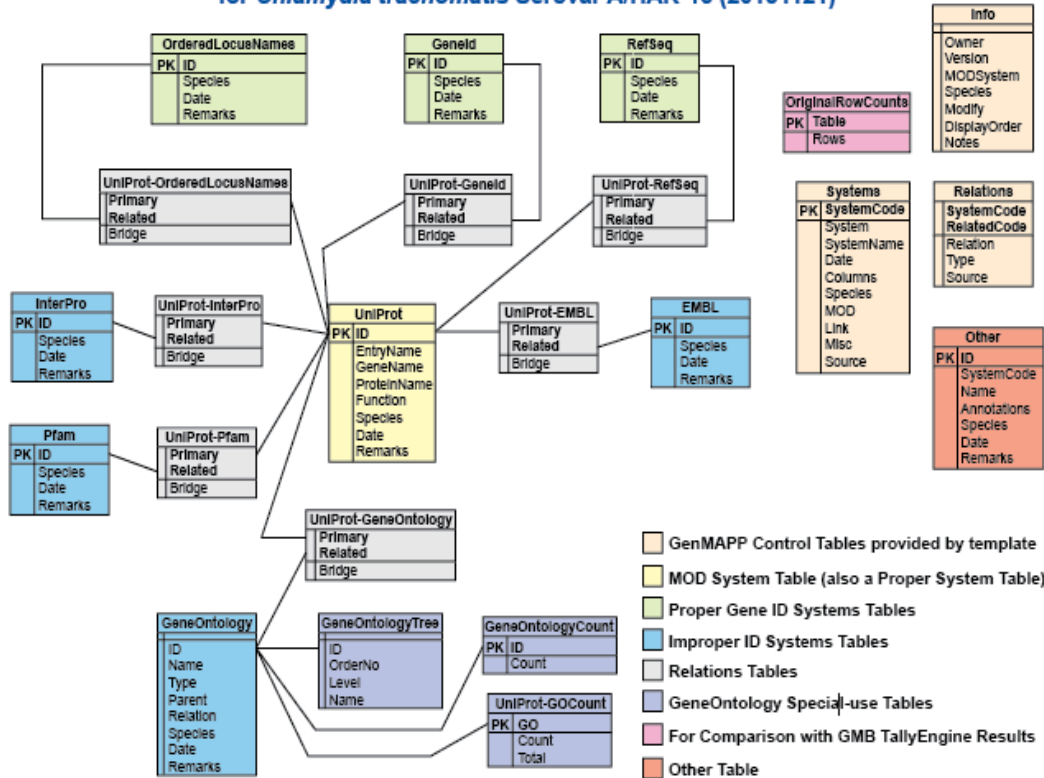 for Chlamydia trachomatis Serovar A/HAR-13 (20131121)
OrderedLocusNames
PK ID
Species
Date
Remarks
GeneId
PK ID
Species
Date
Remarks
RefSeq
PK ID
Species
Date
Remarks
Info
Owner
Version
MODSystem
Species
Modify
DisplayOrder
Notes
OriginalRowCounts
PK Table
Rows
UniProt-OrderedLocusNames
Primary
Related
Bridge
UniProt-GeneId
Primary
Related
Bridge
UniProt-RefSeq
Primary
Related
Bridge
Systems
PK SystemCode
System
SystemName
Date
Columns
Species
MOD
Link
Misc
Source
Relations
SystemCode
RelatedCode
Relation
Type
Source
InterPro
PK ID
Species
Date
Remarks
UniProt-InterPro
Primary
Related
Bridge
UniProt
PK ID
EntryName
GeneName
ProteinName
Function
Species
Date
Remarks
UniProt-EMBL
Primary
Related
Bridge
EMBL
PK ID
Species
Date
Remarks
Other
PK ID
SystemCode
Name
Annotations
Species
Date
Remarks
Pfam
PK ID
Species
Date
Remarks
UniProt-Pfam
Primary
Related
Bridge
UniProt-GeneOntology
Primary
Related
Bridge
GeneOntology
ID
Name
Type
Parent
Relation
Species
Date
Remarks
GeneOntologyTree
ID
OrderNo
Level
Name
GeneOntologyCount
PK ID
Count
UniProt-GOCount
PK GO
Count
Total
GenMAPP Control Tables provided by template
MOD System Table (also a Proper System Table)
Proper Gene ID Systems Tables
Improper ID Systems Tables
Relations Tables
GeneOntology Special-use Tables
For Comparison with GMB TallyEngine Results
Other Table